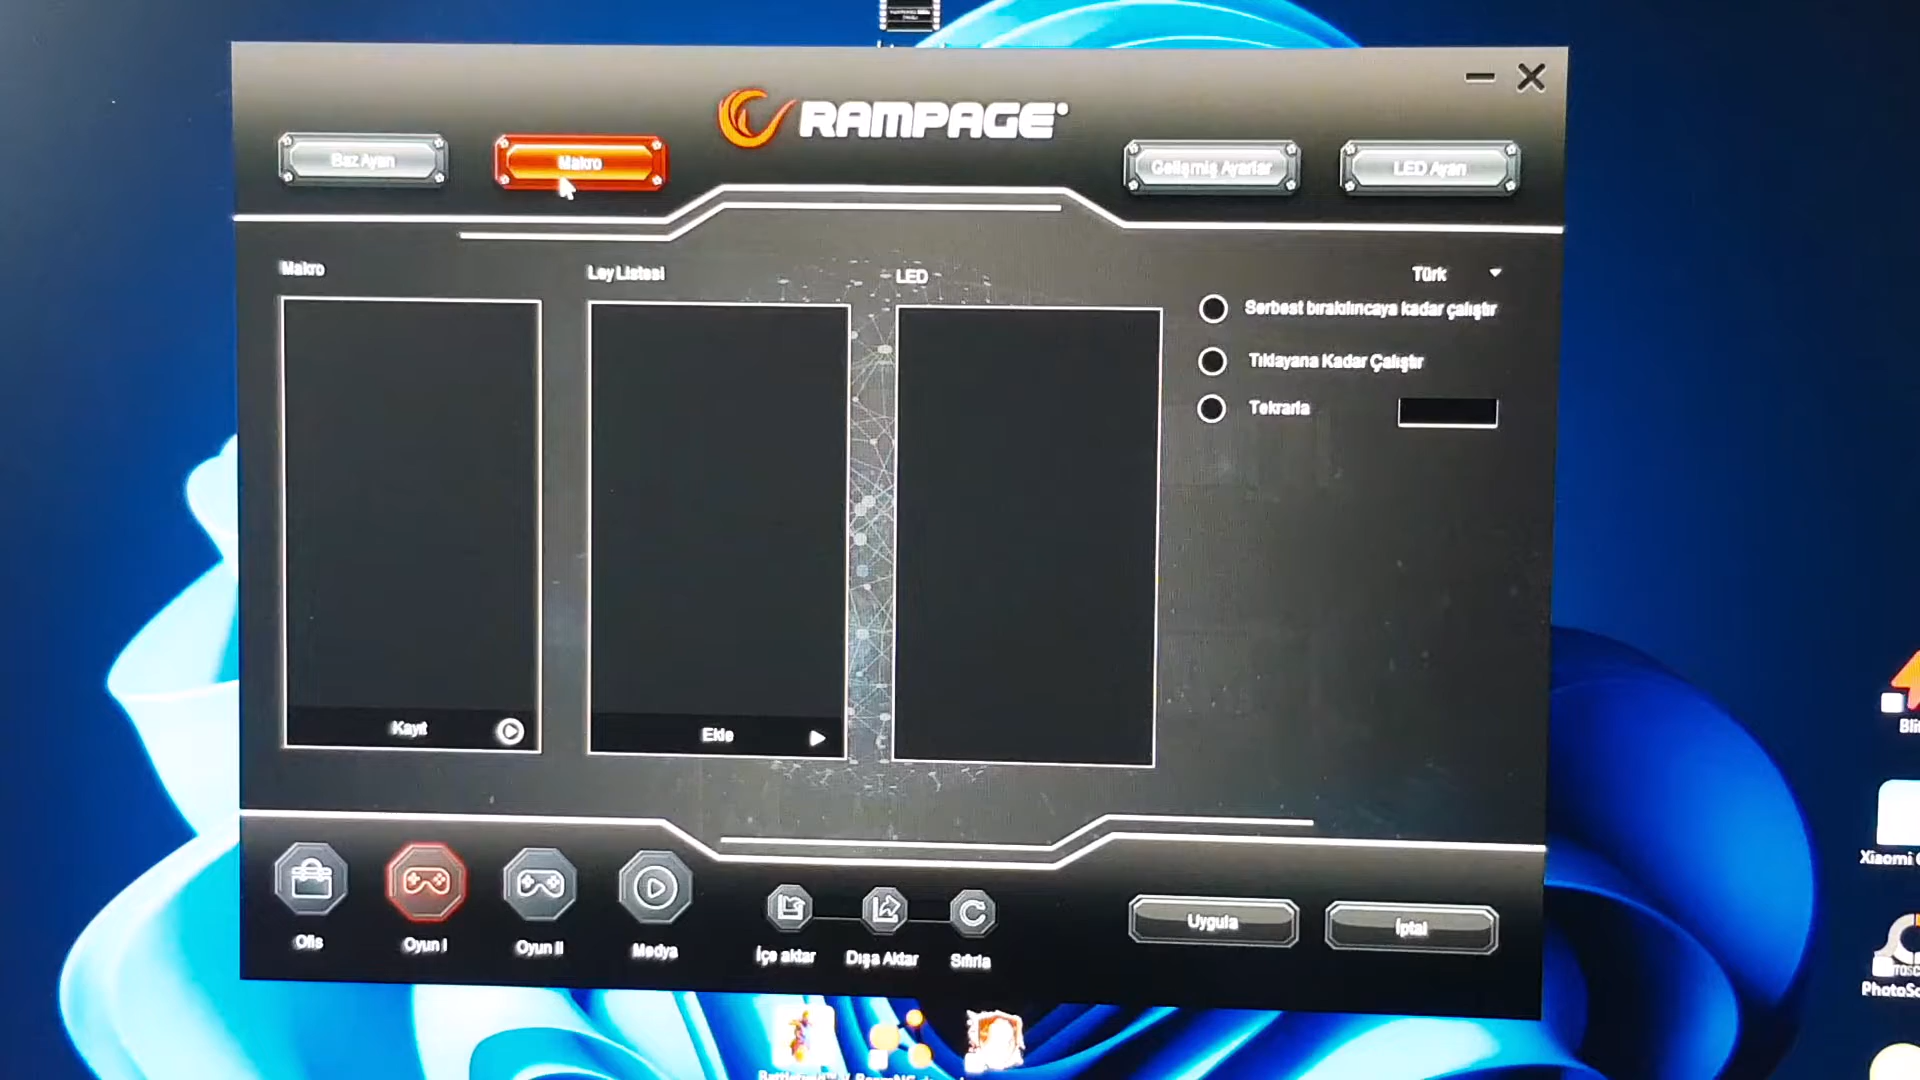 RAMPAGE
Baz Ayarı
Makro
Gelişmiş Ayarlar
LED Ayarı
Makro
Ley Listesi
LED
Türk
Serbest bırakılıncaya kadar çalıştır
Tıklayana Kadar Çalıştır
Tekrarla
Kayıt
Ekle
Ofis
Oyun I
Oyun II
Medya
İçe aktar
Dışa Aktar
Sıfırla
Uygula
İptal
Xiaomi